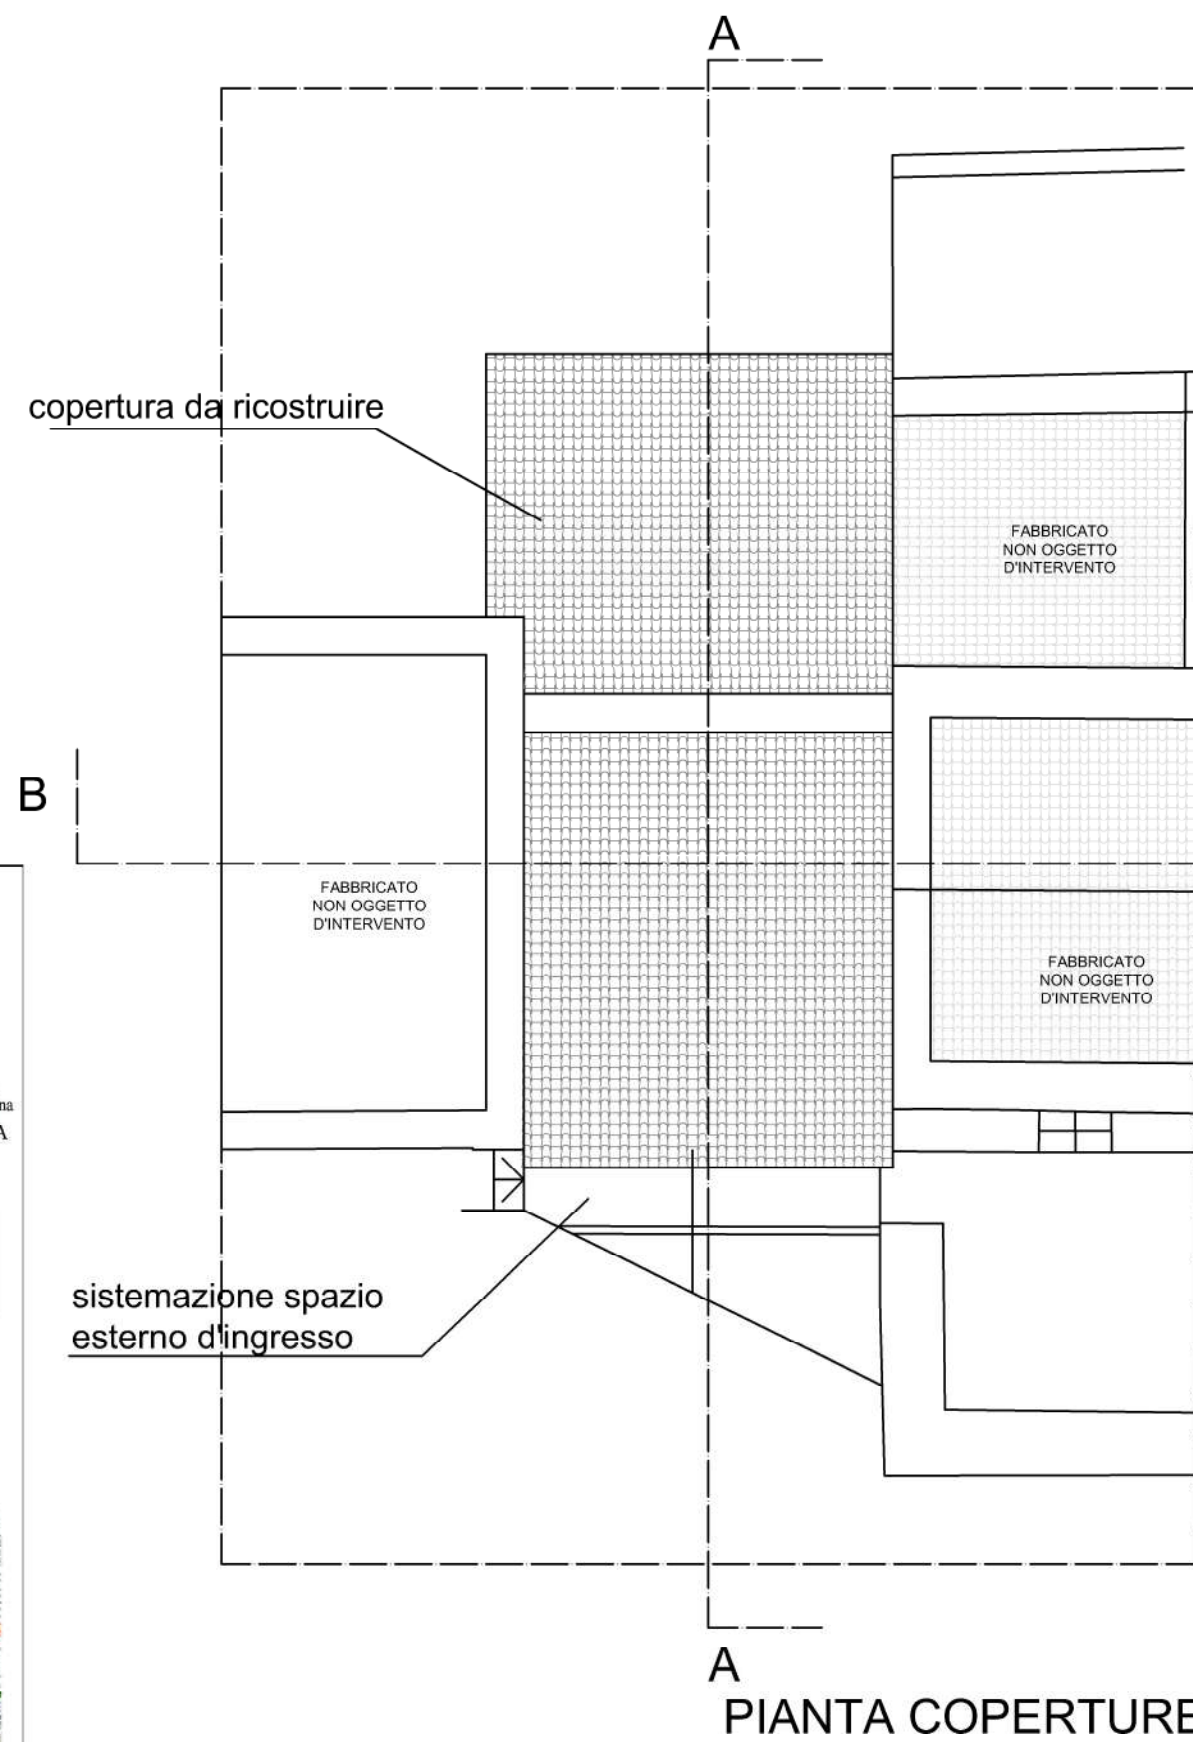 A
copertura da ricostruire
FABBRICATO
NON OGGETTO
D'INTERVENTO
B
FABBRICATO
NON OGGETTO
D'INTERVENTO
FABBRICATO
NON OGGETTO
D'INTERVENTO
na
A
sistemazione spazio
esterno d'ingresso
A
PIANTA COPERTURE